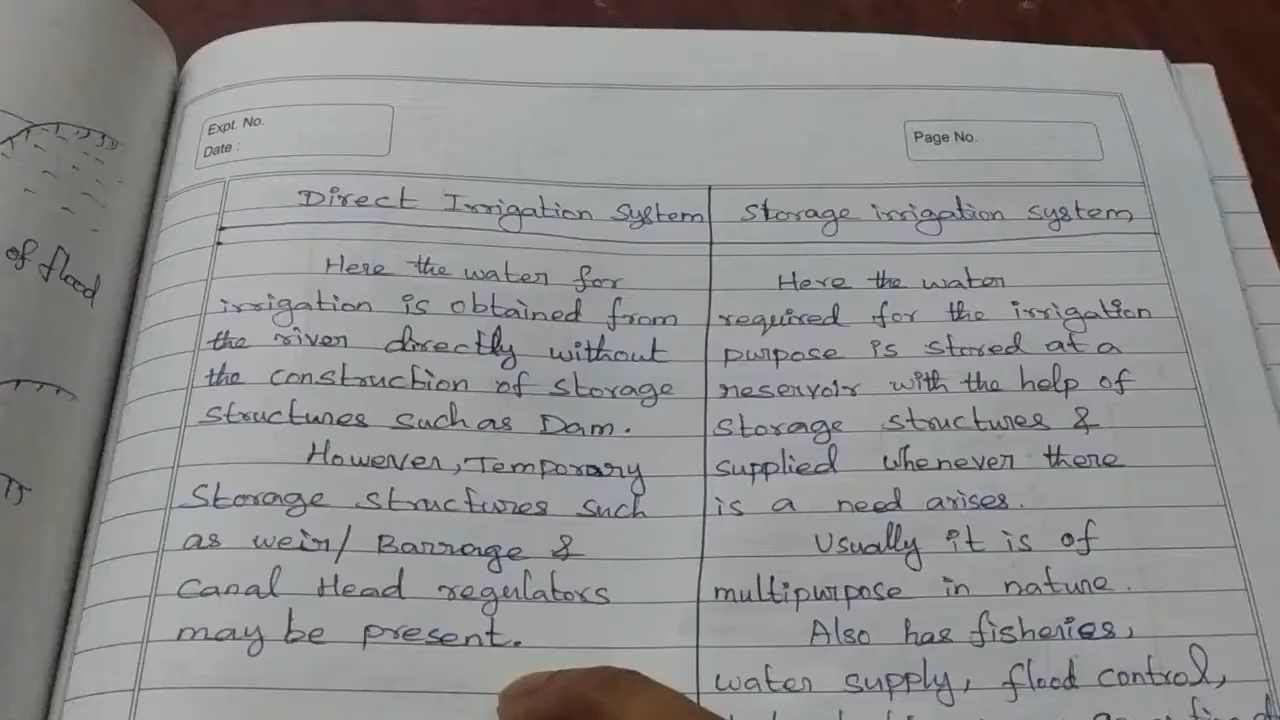 of flood
Expt. No.
Date :
Page No.
Direct Irrigation System
Here the water for
irrigation is obtained from
the river directly without
the construction of storage
structures such as Dam.
However, Temporary
Storage structures such
as weir/ Barrage &
Canal Head regulators
may be present.
Storage irrigation system
Here the water
required for the irrigation
purpose is stored at a
reservoir with the help of
storage structures &
supplied whenever there
is a need arises.
Usually it is of
multipurpose in nature.
Also has fisheries,
water supply, flood control,